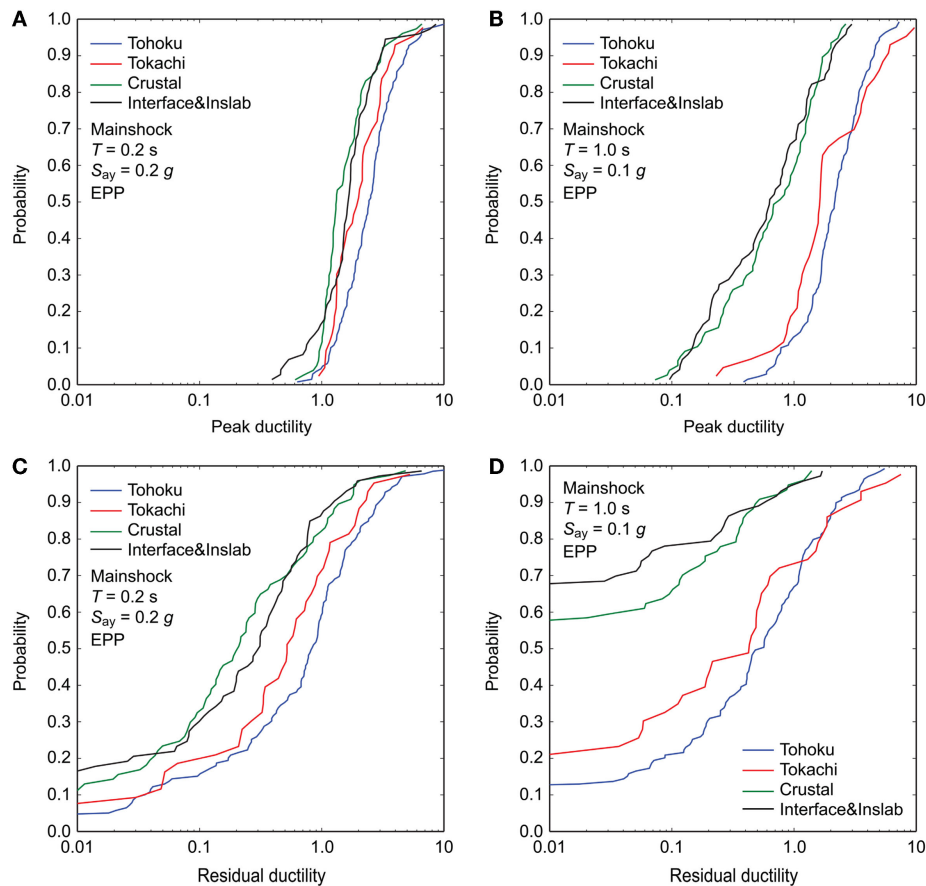 A
1.0
0.9
0.8
0.7
0.6
0.5
0.4
0.3
0.2
0.1
0.0
Probability
Tohoku
Tokachi
Crustal
Interface&Inslab
Mainshock
T = 0.2 s
Say = 0.2 g
EPP
0.01
0.1
1.0
10
Peak ductility
B
1.0
0.9
0.8
0.7
0.6
0.5
0.4
0.3
0.2
0.1
0.0
Probability
Tohoku
Tokachi
Crustal
Interface&Inslab
Mainshock
T = 1.0 s
Say = 0.1 g
EPP
0.01
0.1
1.0
10
Peak ductility
C
1.0
0.9
0.8
0.7
0.6
0.5
0.4
0.3
0.2
0.1
0.0
Probability
Tohoku
Tokachi
Crustal
Interface&Inslab
Mainshock
T = 0.2 s
Say = 0.2 g
EPP
0.01
0.1
1.0
10
Residual ductility
D
1.0
0.9
0.8
0.7
0.6
0.5
0.4
0.3
0.2
0.1
0.0
Probability
Mainshock
T = 1.0 s
Say = 0.1 g
EPP
Tohoku
Tokachi
Crustal
Interface&Inslab
0.01
0.1
1.0
10
Residual ductility